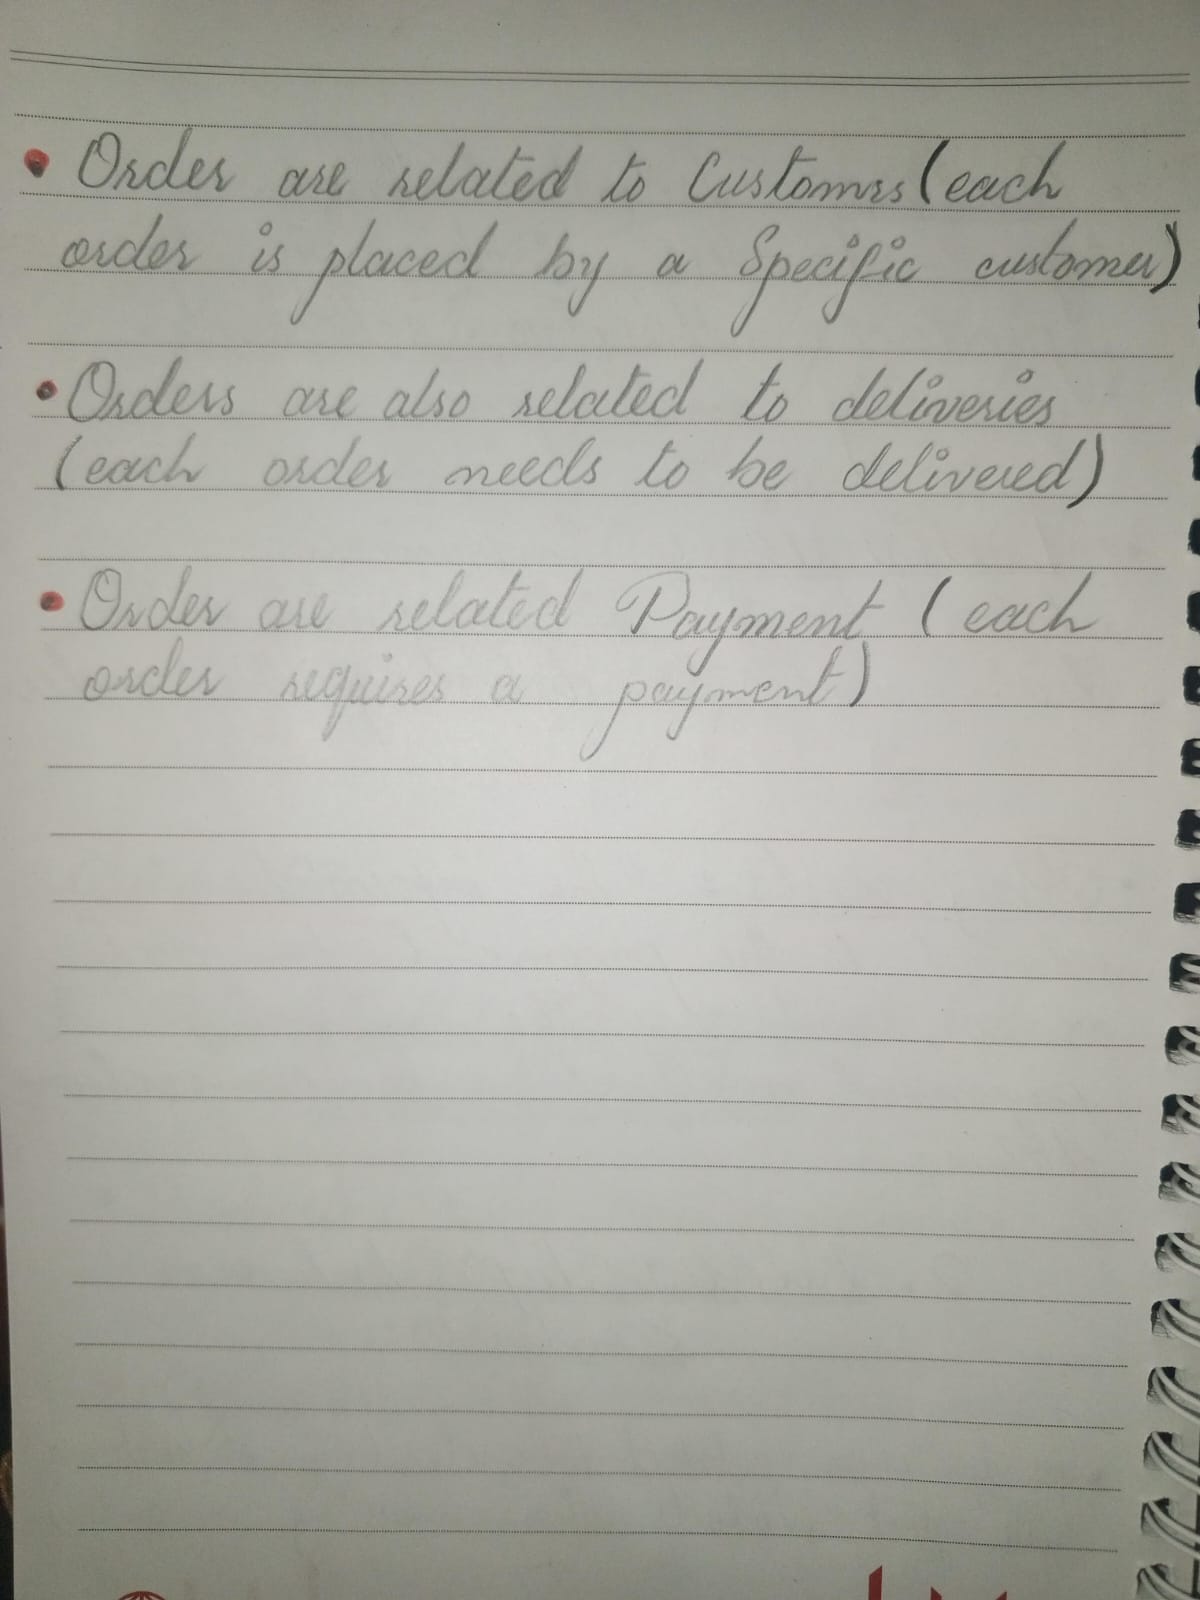 • Order are related to Customrs (each
order is placed by a Specific customer)
• Orders are also related to deliveries
(each order needs to be delivered)
• Order are related Payment (each
order requires a payment)